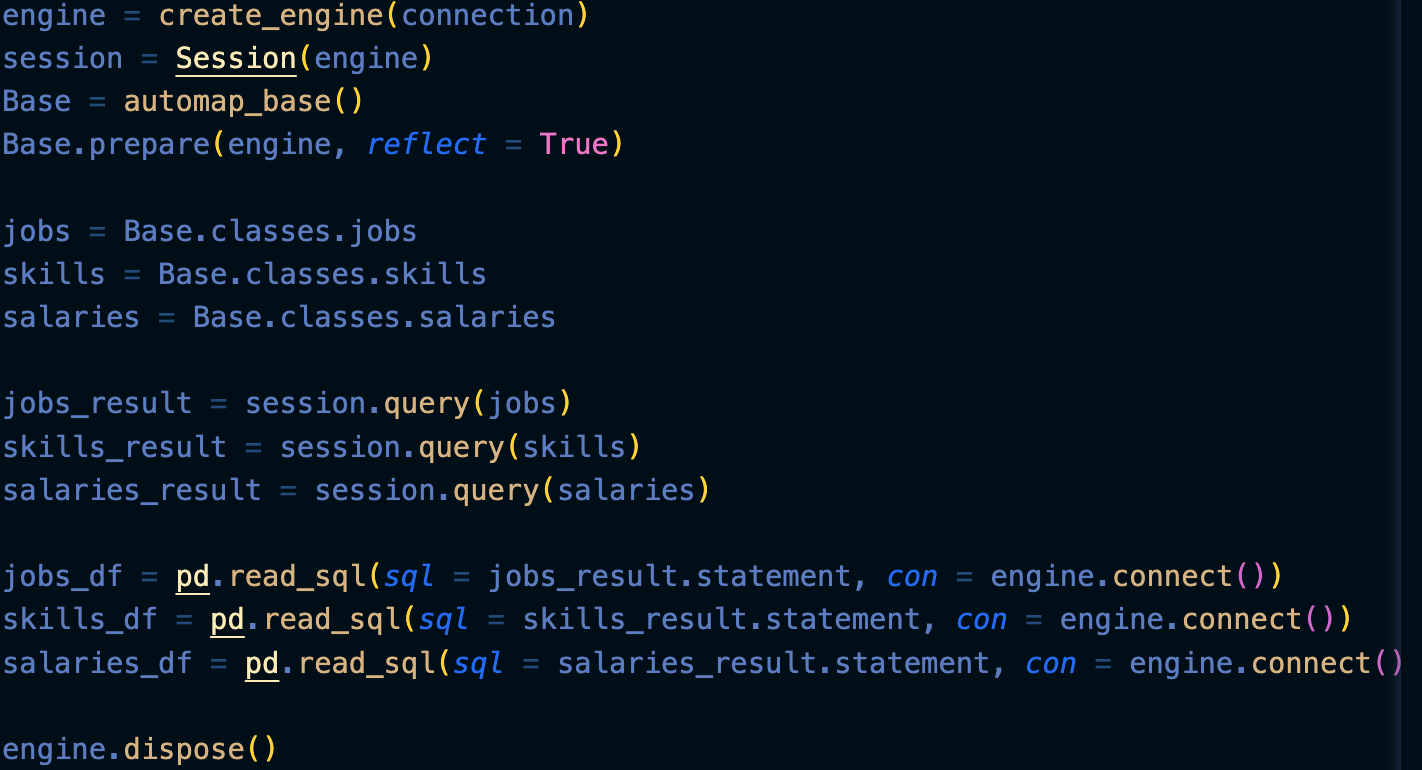 engine = create_engine(connection)
session = Session(engine)
Base = automap_base()
Base.prepare(engine, reflect = True)
jobs = Base.classes.jobs
skills = Base.classes.skills
salaries = Base.classes.salaries
jobs_result = session.query(jobs)
skills_result = session.query(skills)
salaries_result = session.query(salaries)
jobs_df = pd.read_sql(sql = jobs_result.statement, con = engine.connect())
skills_df = pd.read_sql(sql = skills_result.statement, con = engine.connect())
salaries_df = pd.read_sql(sql = salaries_result.statement, con = engine.connect()
engine.dispose()